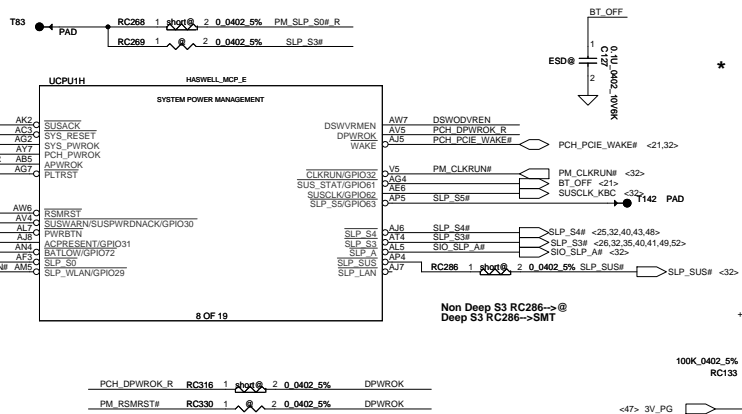 T83
PAD
RC268 1 short@ 2 0_0402_5% PM_SLP_S0#_R
RC269 1 @ 2 0_0402_5% SLP_S3#
BT_OFF
ESD@
1
2
C127
0.1U_0402_10V6K
*
UCPU1H
HASWELL_MCP_E
SYSTEM POWER MANAGEMENT
AK2 SUSACK
AC3 SYS_RESET
AG2 SYS_PWROK
AY7 PCH_PWROK
AB5 APWROK
AG7 PLTRST
AW6 RSMRST
AV4 SUSWARN/SUSPWRDNACK/GPIO30
AL7 PWRBTN
AJ8 ACPRESENT/GPIO31
AN4 BATLOW/GPIO72
AF3 SLP_S0
N# AM5 SLP_WLAN/GPIO29
DSWVRMEN AW7 DSWODVREN
DPWROK AV5 PCH_DPWROK_R
WAKE AJ5 PCH_PCIE_WAKE# PCH_PCIE_WAKE# <21,32>
CLKRUN/GPIO32 V5 PM_CLKRUN# PM_CLKRUN# <32>
SUS_STAT/GPIO61 AG4 BT_OFF <21>
SUSCLK/GPIO62 AE6 SUSCLK_KBC <32>
SLP_S5/GPIO63 AP5 SLP_S5# T142 PAD
SLP_S4 AJ6 SLP_S4# SLP_S4# <25,32,40,43,48>
SLP_S3 AT4 SLP_S3# SLP_S3# <26,32,35,40,41,49,52>
SLP_A AL5 SIO_SLP_A# SIO_SLP_A# <32>
SLP_SUS AP4
SLP_LAN AJ7 RC286 1 short@ 2 0_0402_5% SLP_SUS# SLP_SUS# <32>
8 OF 19
Non Deep S3 RC286-->@
Deep S3 RC286-->SMT
+
100K_0402_5%
RC133
PCH_DPWROK_R RC316 1 short@ 2 0_0402_5% DPWROK
PM_RSMRST# RC330 1 @ 2 0_0402_5% DPWROK
<47> 3V_PG